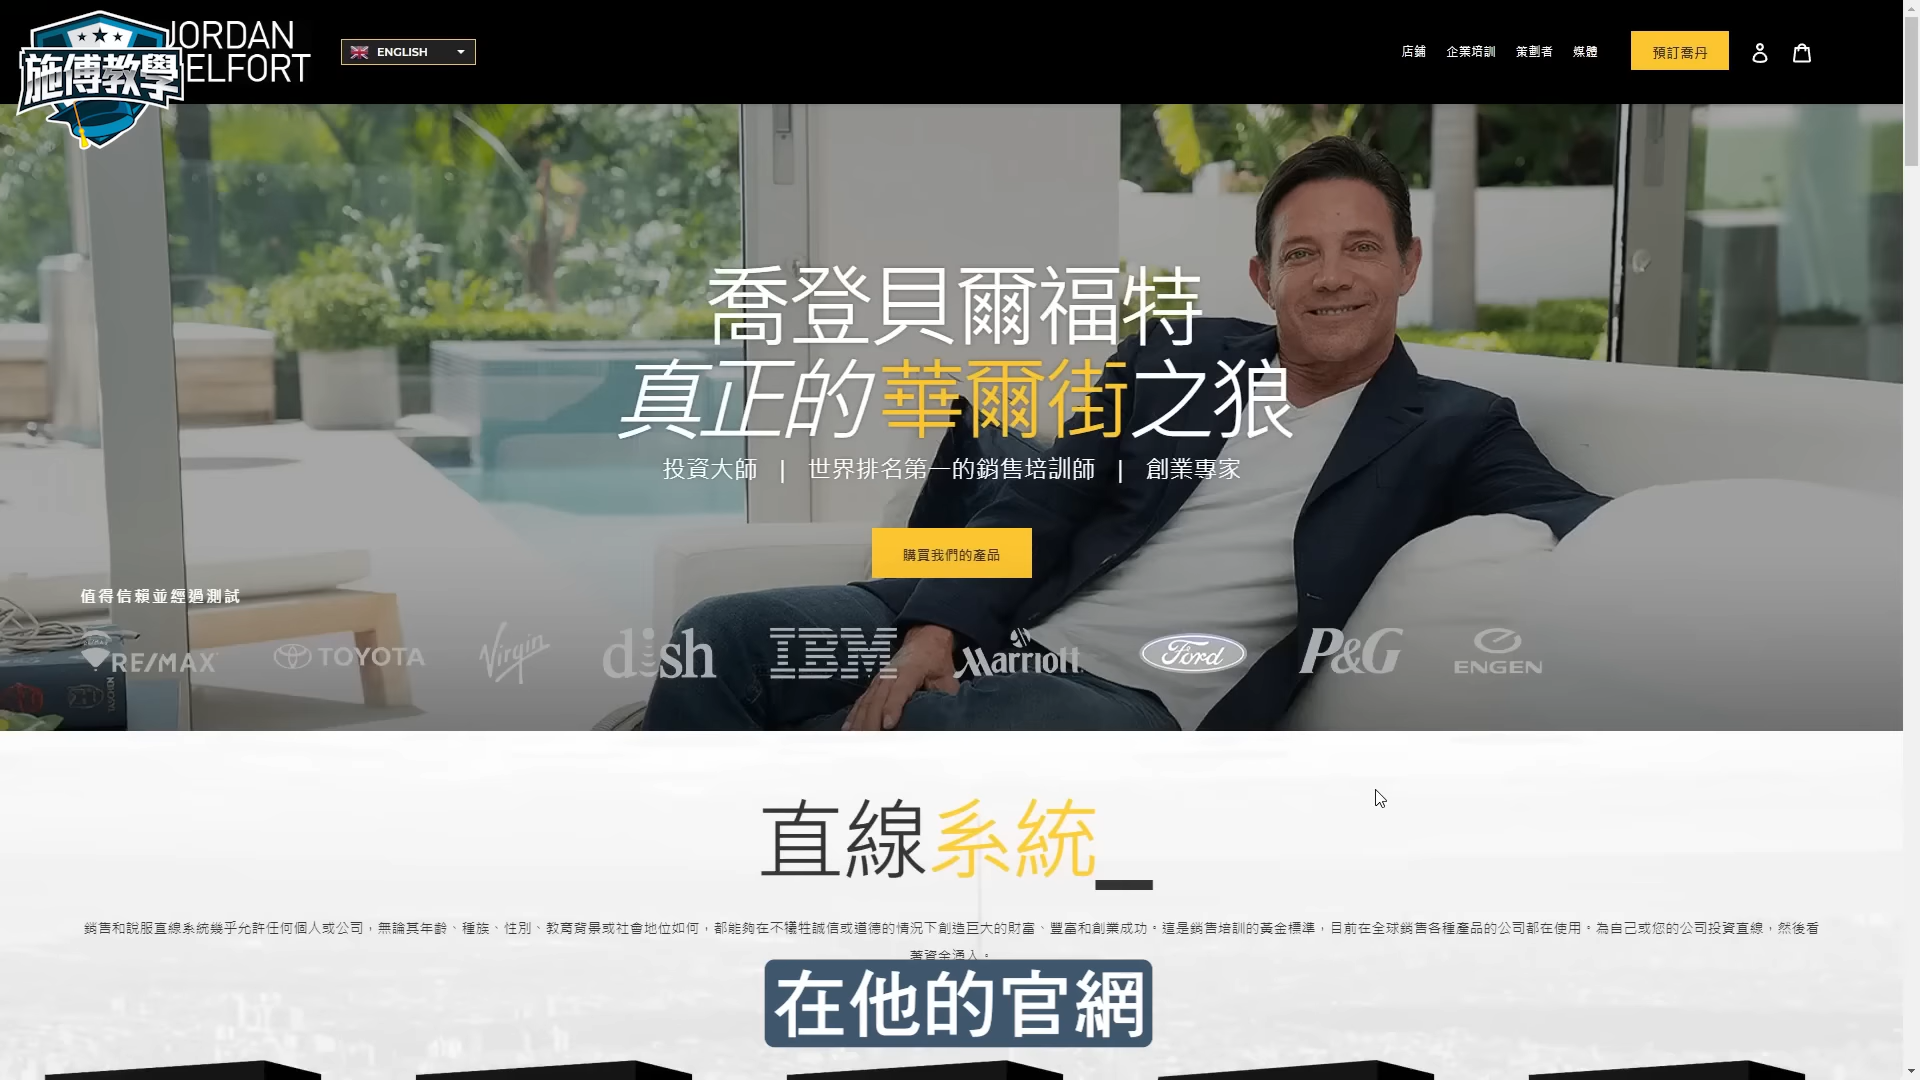 JORDAN
ELFORT
施傅教學
ENGLISH
店鋪 企業培訓 策劃者 媒體
預訂喬丹
喬登貝爾福特
真正的華爾街之狼
投資大師 | 世界排名第一的銷售培訓師 | 創業專家
購買我們的產品
值得信賴並經過測試
RE/MAX TOYOTA Virgin dish IBM Marriott Ford P&G ENGEN
直線系統_
銷售和說服直線系統幾乎允許任何個人或公司，無論其年齡、種族、性別、教育背景或社會地位如何，都能夠在不犧牲誠信或道德的情況下創造巨大的財富、豐富和創業成功。這是銷售培訓的黃金標準，目前在全球銷售各種產品的公司都在使用。為自己或您的公司投資直線，然後看
著資金湧入。
在他的官網